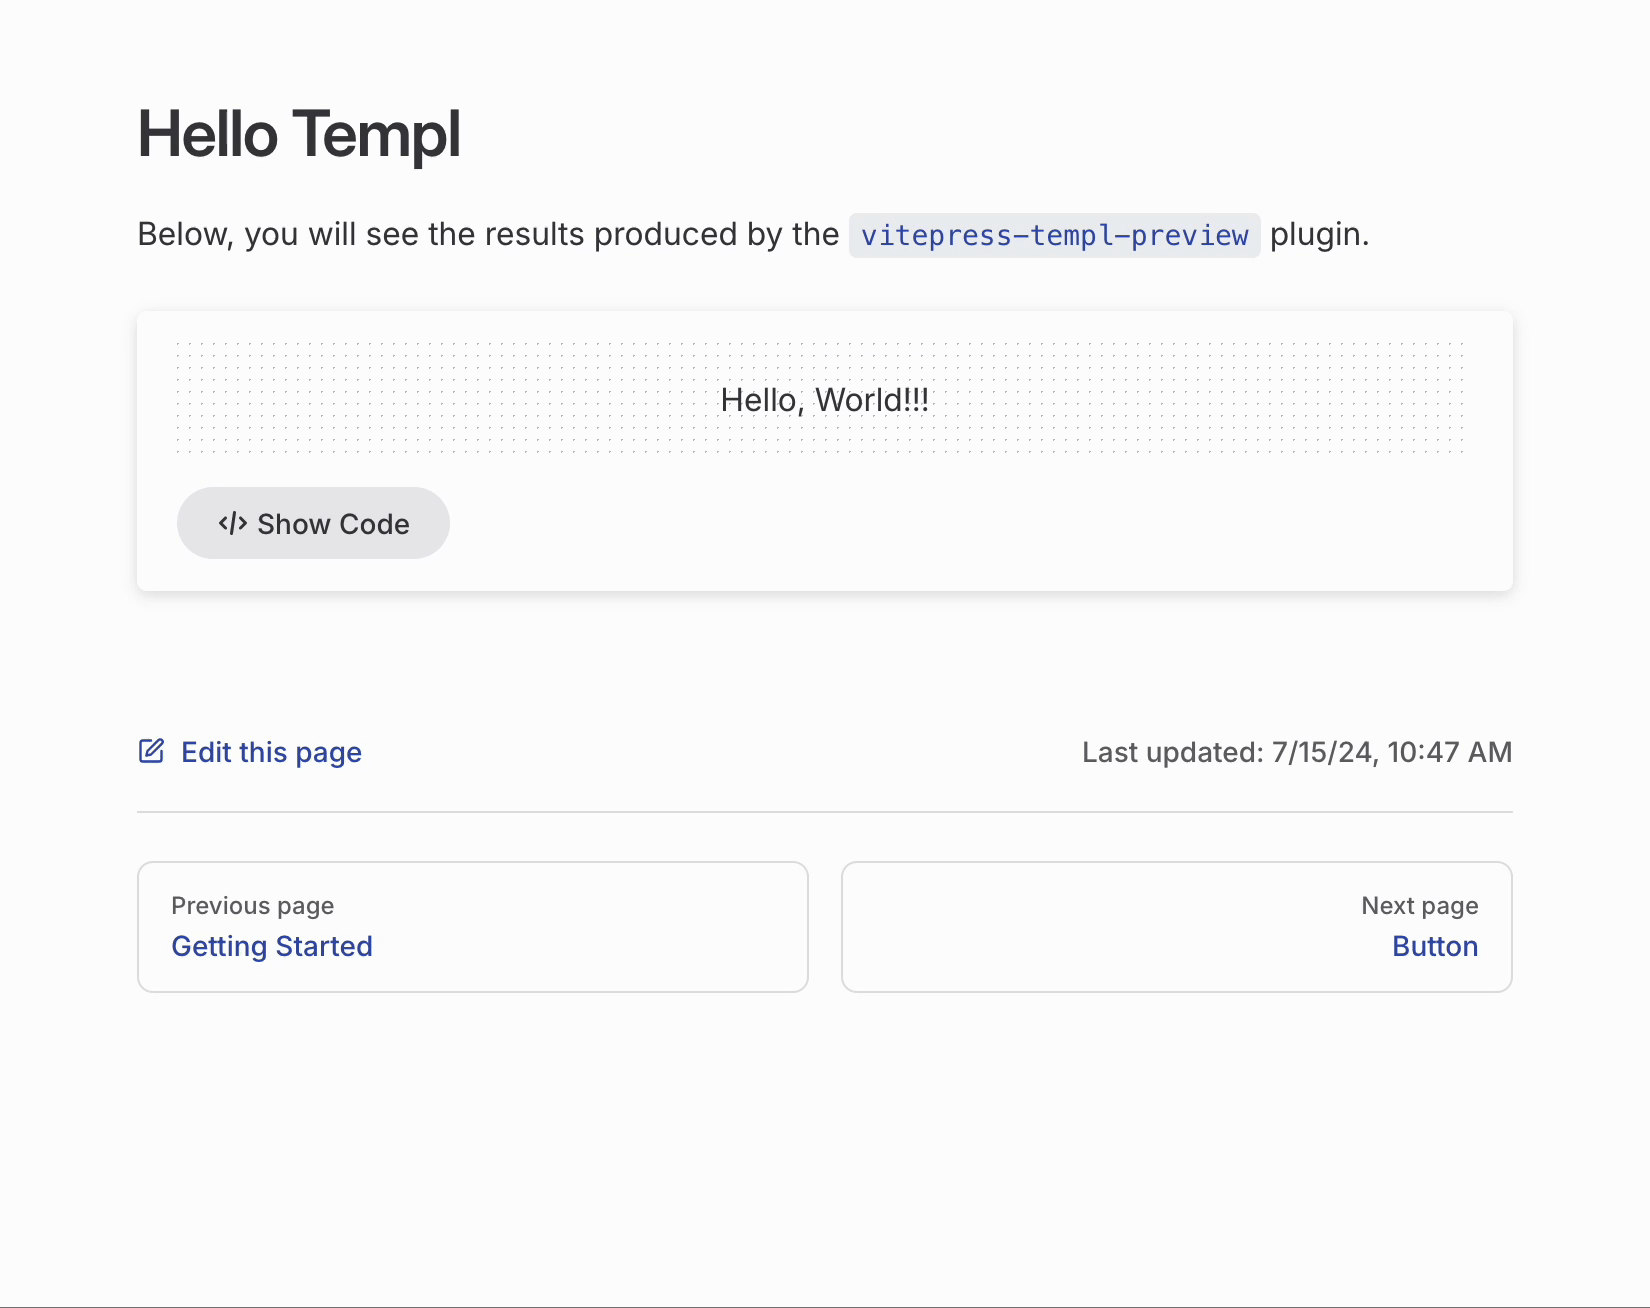 Hello Templ
Below, you will see the results produced by the vitepress-templ-preview plugin.
Hello, World!!!
</> Show Code
Edit this page
Last updated: 7/15/24, 10:47 AM
Previous page
Getting Started
Next page
Button